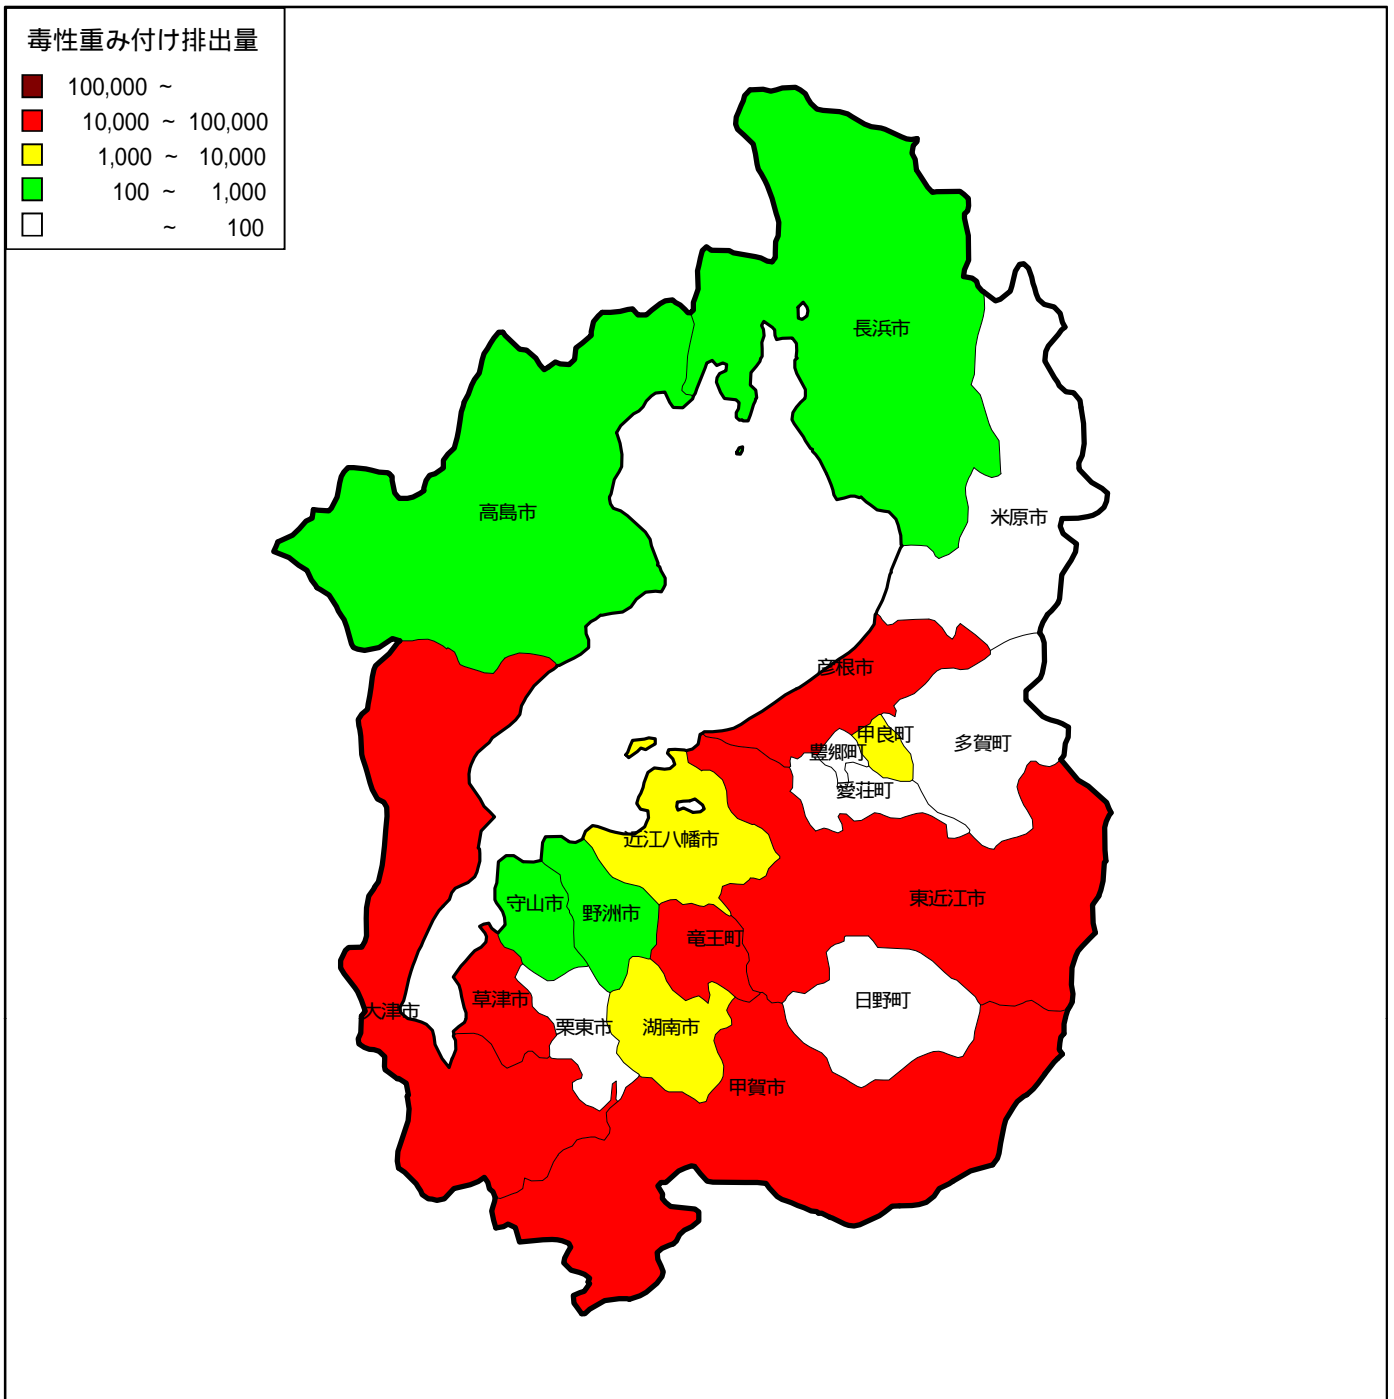 毒性重み付け排出量
100,000 ~
10,000 ~ 100,000
1,000 ~ 10,000
100 ~ 1,000
~ 100
長浜市
高島市
米原市
彦根市
甲良町
豊郷町
多賀町
愛荘町
近江八幡市
東近江市
守山市
野洲市
竜王町
大津市
草津市
栗東市
湖南市
日野町
甲賀市